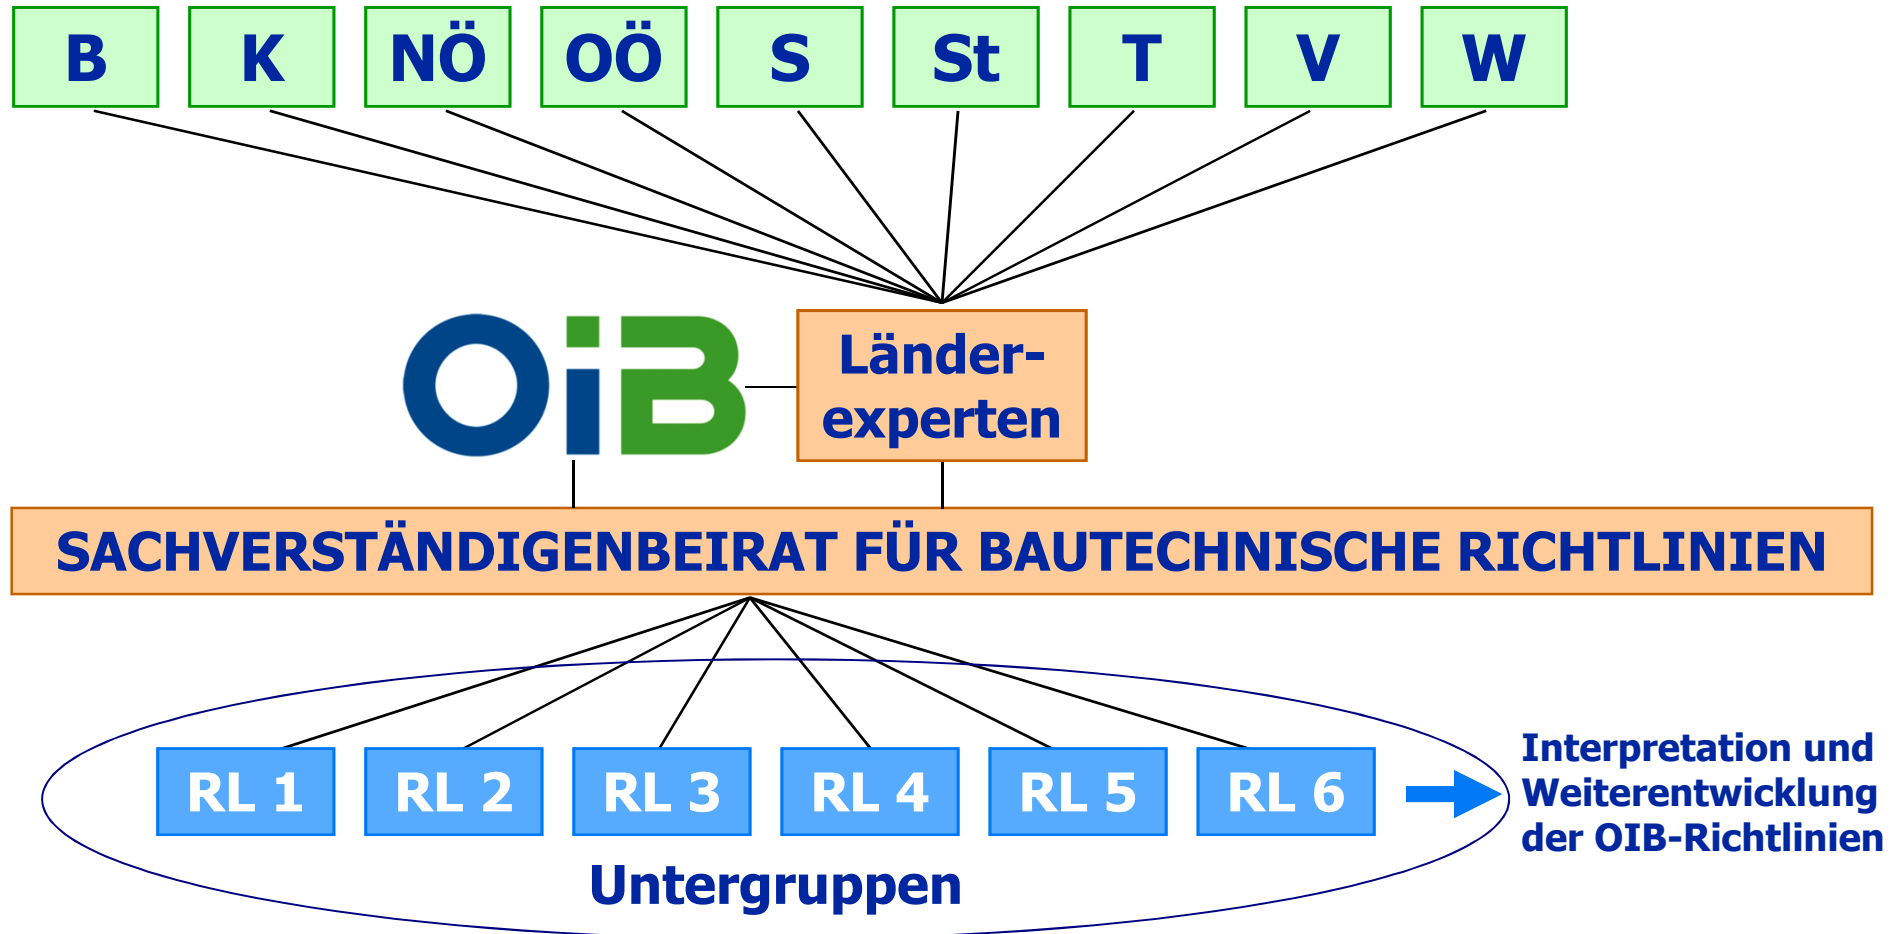 B K NÖ OÖ S St T V W
OiB
Länder-
experten
SACHVERSTÄNDIGENBEIRAT FÜR BAUTECHNISCHE RICHTLINIEN
RL 1 RL 2 RL 3 RL 4 RL 5 RL 6
Interpretation und
Weiterentwicklung
der OIB-Richtlinien
Untergruppen